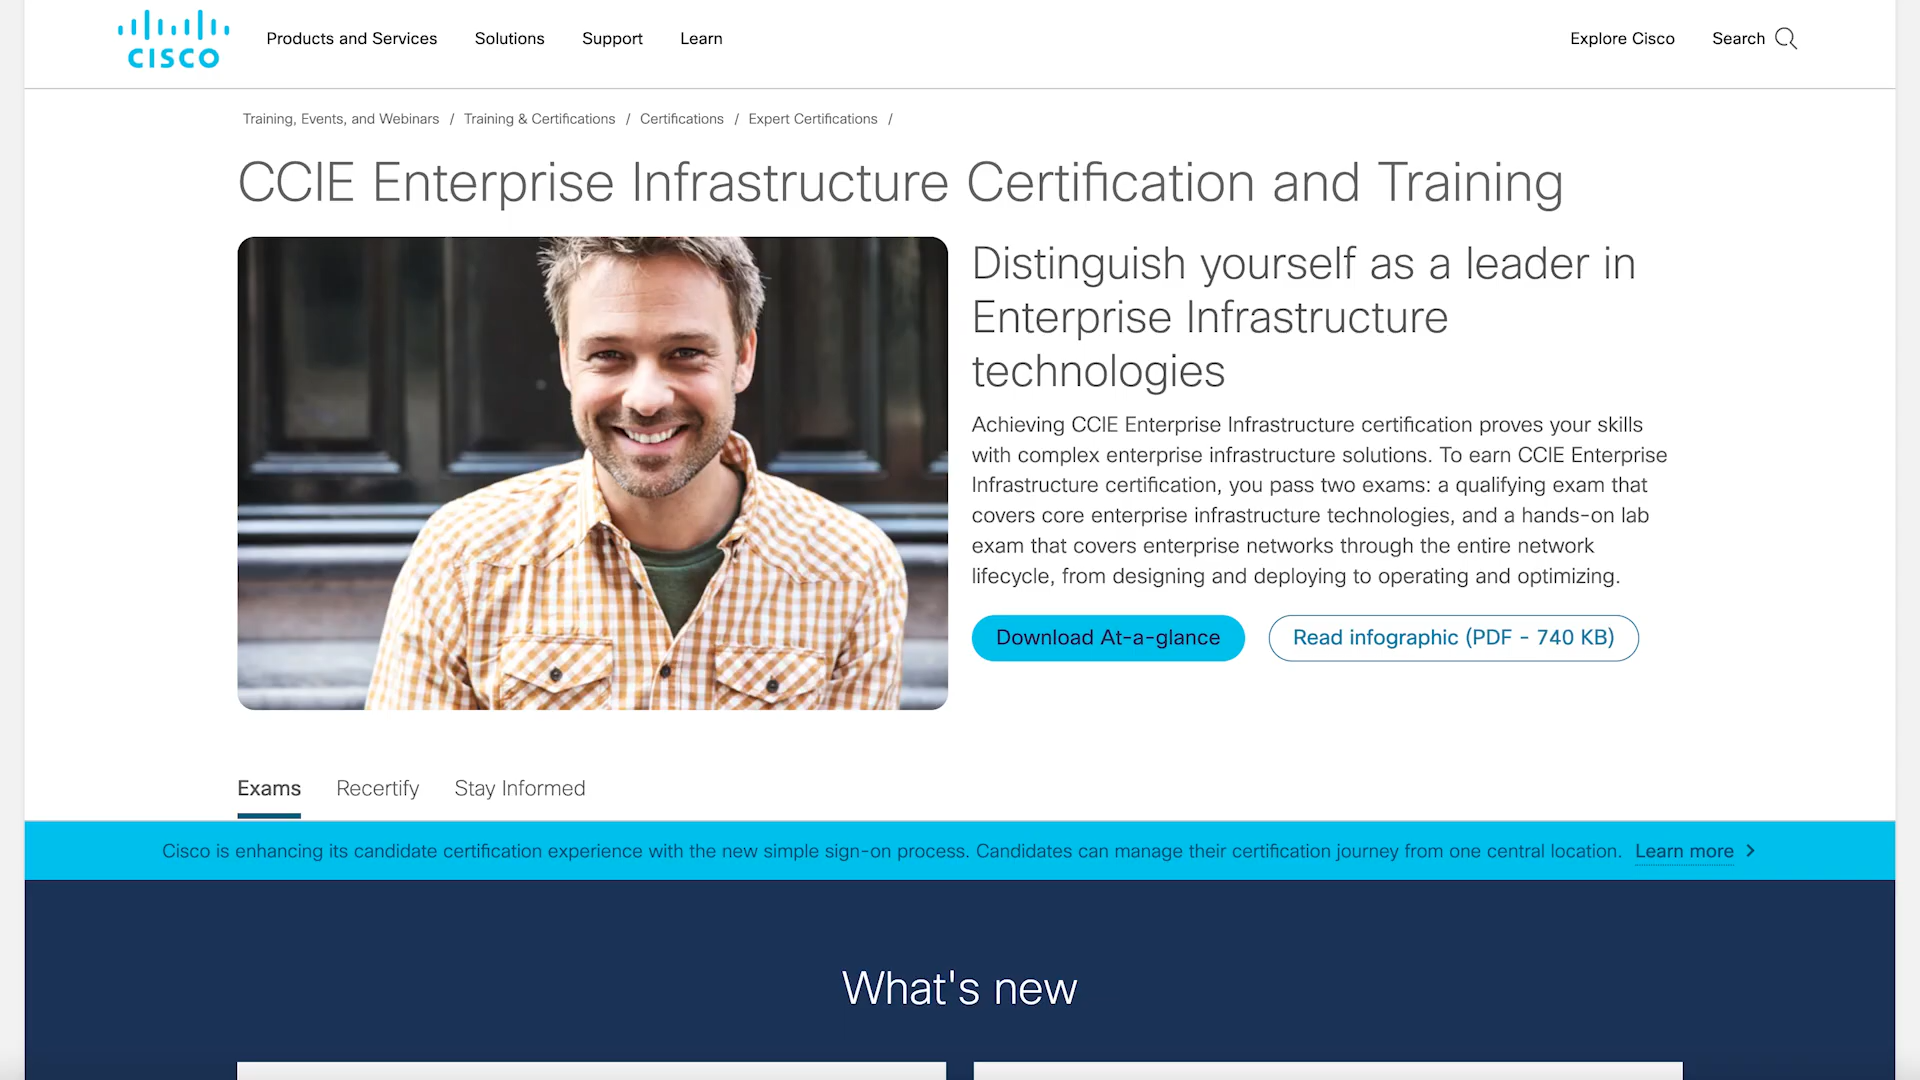 CISCO
Products and Services
Solutions
Support
Learn
Explore Cisco
Search
Training, Events, and Webinars / Training & Certifications / Certifications / Expert Certifications /
CCIE Enterprise Infrastructure Certification and Training
Distinguish yourself as a leader in
Enterprise Infrastructure
technologies
Achieving CCIE Enterprise Infrastructure certification proves your skills
with complex enterprise infrastructure solutions. To earn CCIE Enterprise
Infrastructure certification, you pass two exams: a qualifying exam that
covers core enterprise infrastructure technologies, and a hands-on lab
exam that covers enterprise networks through the entire network
lifecycle, from designing and deploying to operating and optimizing.
Download At-a-glance
Read infographic (PDF - 740 KB)
Exams
Recertify
Stay Informed
Cisco is enhancing its candidate certification experience with the new simple sign-on process. Candidates can manage their certification journey from one central location. Learn more
What's new